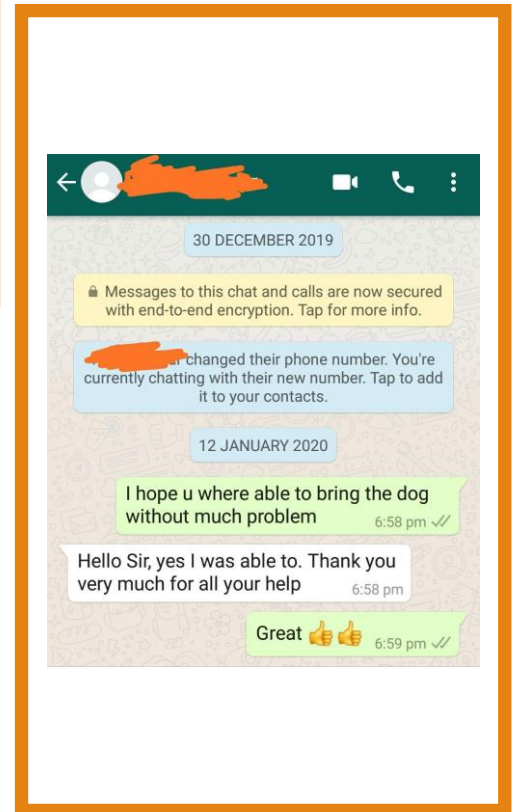 30 DECEMBER 2019
Messages to this chat and calls are now secured
with end-to-end encryption. Tap for more info.
changed their phone number. You're
currently chatting with their new number. Tap to add
it to your contacts.
12 JANUARY 2020
I hope u where able to bring the dog
without much problem
6:58 pm
Hello Sir, yes I was able to. Thank you
very much for all your help
6:58 pm
Great 👍👍
6:59 pm